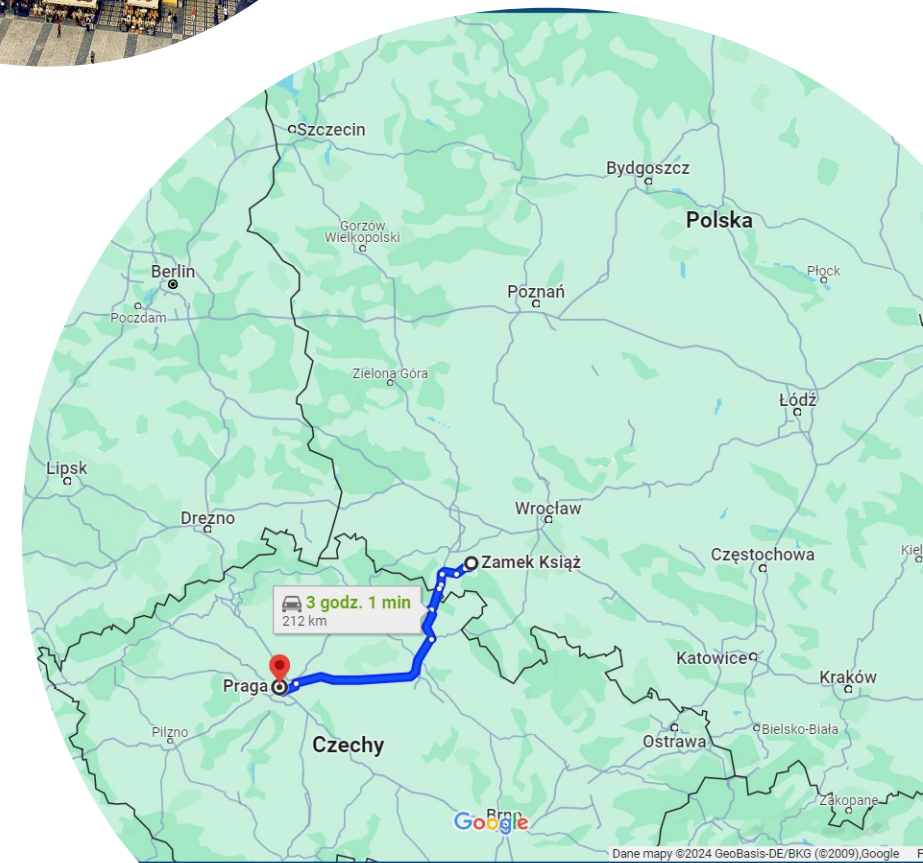 Szczecin
Bydgoszcz
Polska
Gorzów
Wielkopolski
Berlin
Płock
Poczdam
Poznań
Zielona Góra
Łódź
Lipsk
Drezno
Wrocław
Zamek Książ
Częstochowa
Kiel
3 godz. 1 min
212 km
Praga
Katowice
Kraków
Pilzno
Czechy
Ostrawa
Bielsko-Biała
Zakopane
Brno
Google
Dane mapy ©2024 GeoBasis-DE/BKG (©2009),Google